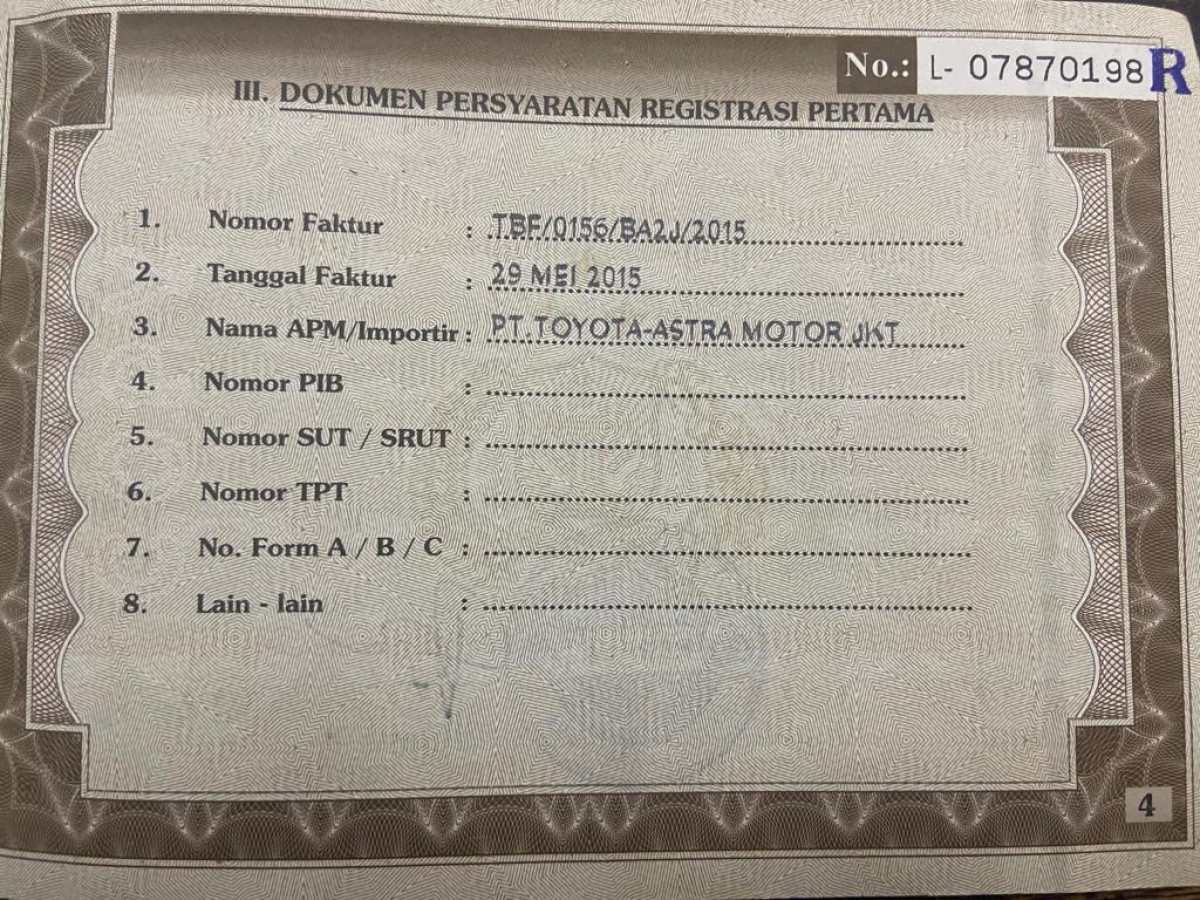 No.: L- 07870198 R
III. DOKUMEN PERSYARATAN REGISTRASI PERTAMA
1. Nomor Faktur : TBF/0156/BA2J/2015
2. Tanggal Faktur : 29 MEI 2015
3. Nama APM/Importir : PT.TOYOTA-ASTRA MOTOR JKT
4. Nomor PIB :
5. Nomor SUT / SRUT :
6. Nomor TPT :
7. No. Form A / B / C :
8. Lain - lain :
4